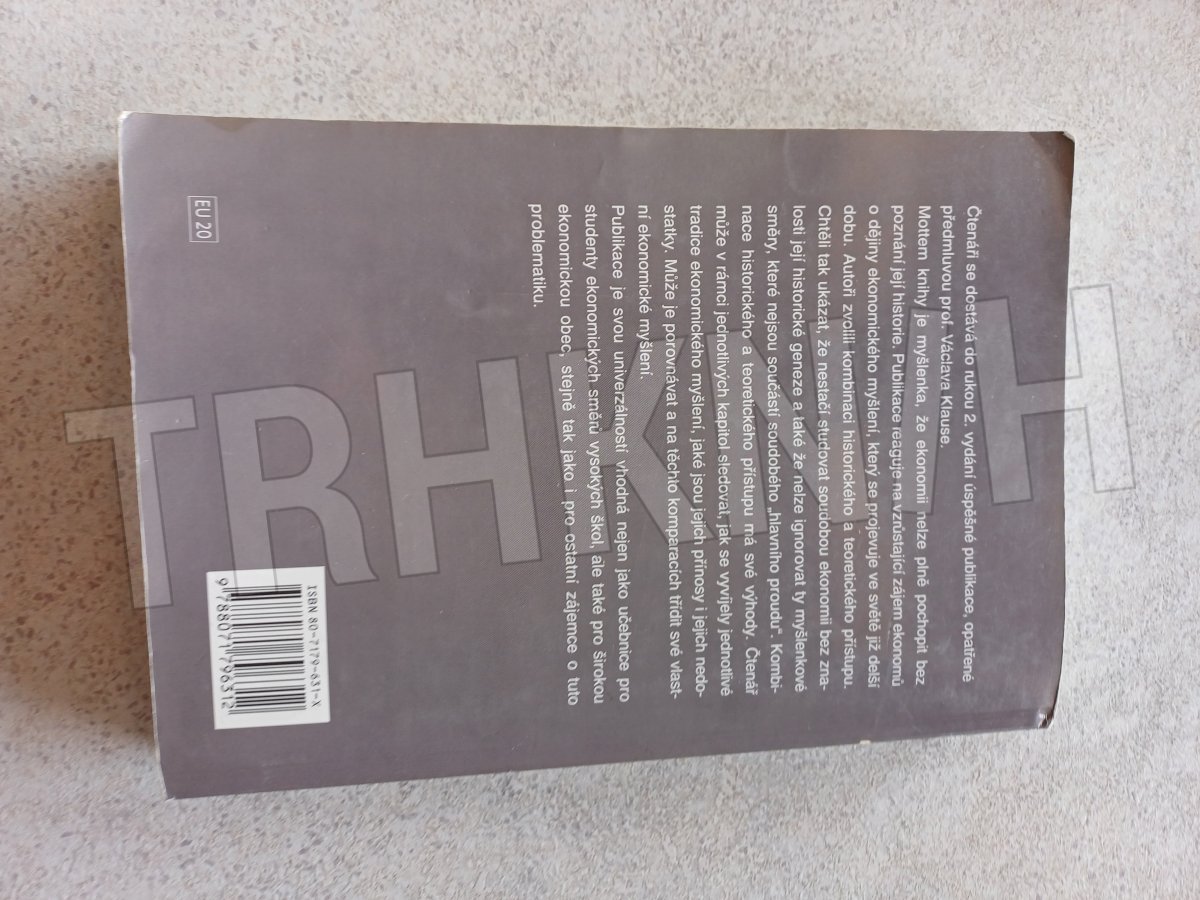 Čtenáři se dostává do rukou 2. vydání úspěšné publikace, opatřené
předmluvou prof. Václava Klause.
Mottem knihy je myšlenka, že ekonomii nelze plně pochopit bez
poznání její historie. Publikace reaguje na vzrůstající zájem ekonomů
o dějiny ekonomického myšlení, který se projevuje ve světě již delší
dobu. Autoři zvolili kombinaci historického a teoretického přístupu.
Chtěli tak ukázat, že nestačí studovat soudobou ekonomii bez zna-
losti její historické geneze a také že nelze ignorovat ty myšlenkové
směry, které nejsou součástí soudobého „hlavního proudu“. Kombi-
nace historického a teoretického přístupu má své výhody. Čtenář
může v rámci jednotlivých kapitol sledovat, jak se vyvíjely jednotlivé
tradice ekonomického myšlení, jaké jsou jejich přínosy i jejich nedo-
statky. Může je porovnávat a na těchto komparacích třídit své vlast-
ní ekonomické myšlení.
Publikace je svou univerzálností vhodná nejen jako učebnice pro
studenty ekonomických směrů vysokých škol, ale také pro širokou
ekonomickou obec, stejně tak jako i pro ostatní zájemce o tuto
problematiku.
ISBN 80-7179-631-X
9 788071 796312
EU 20
TRH KNIH